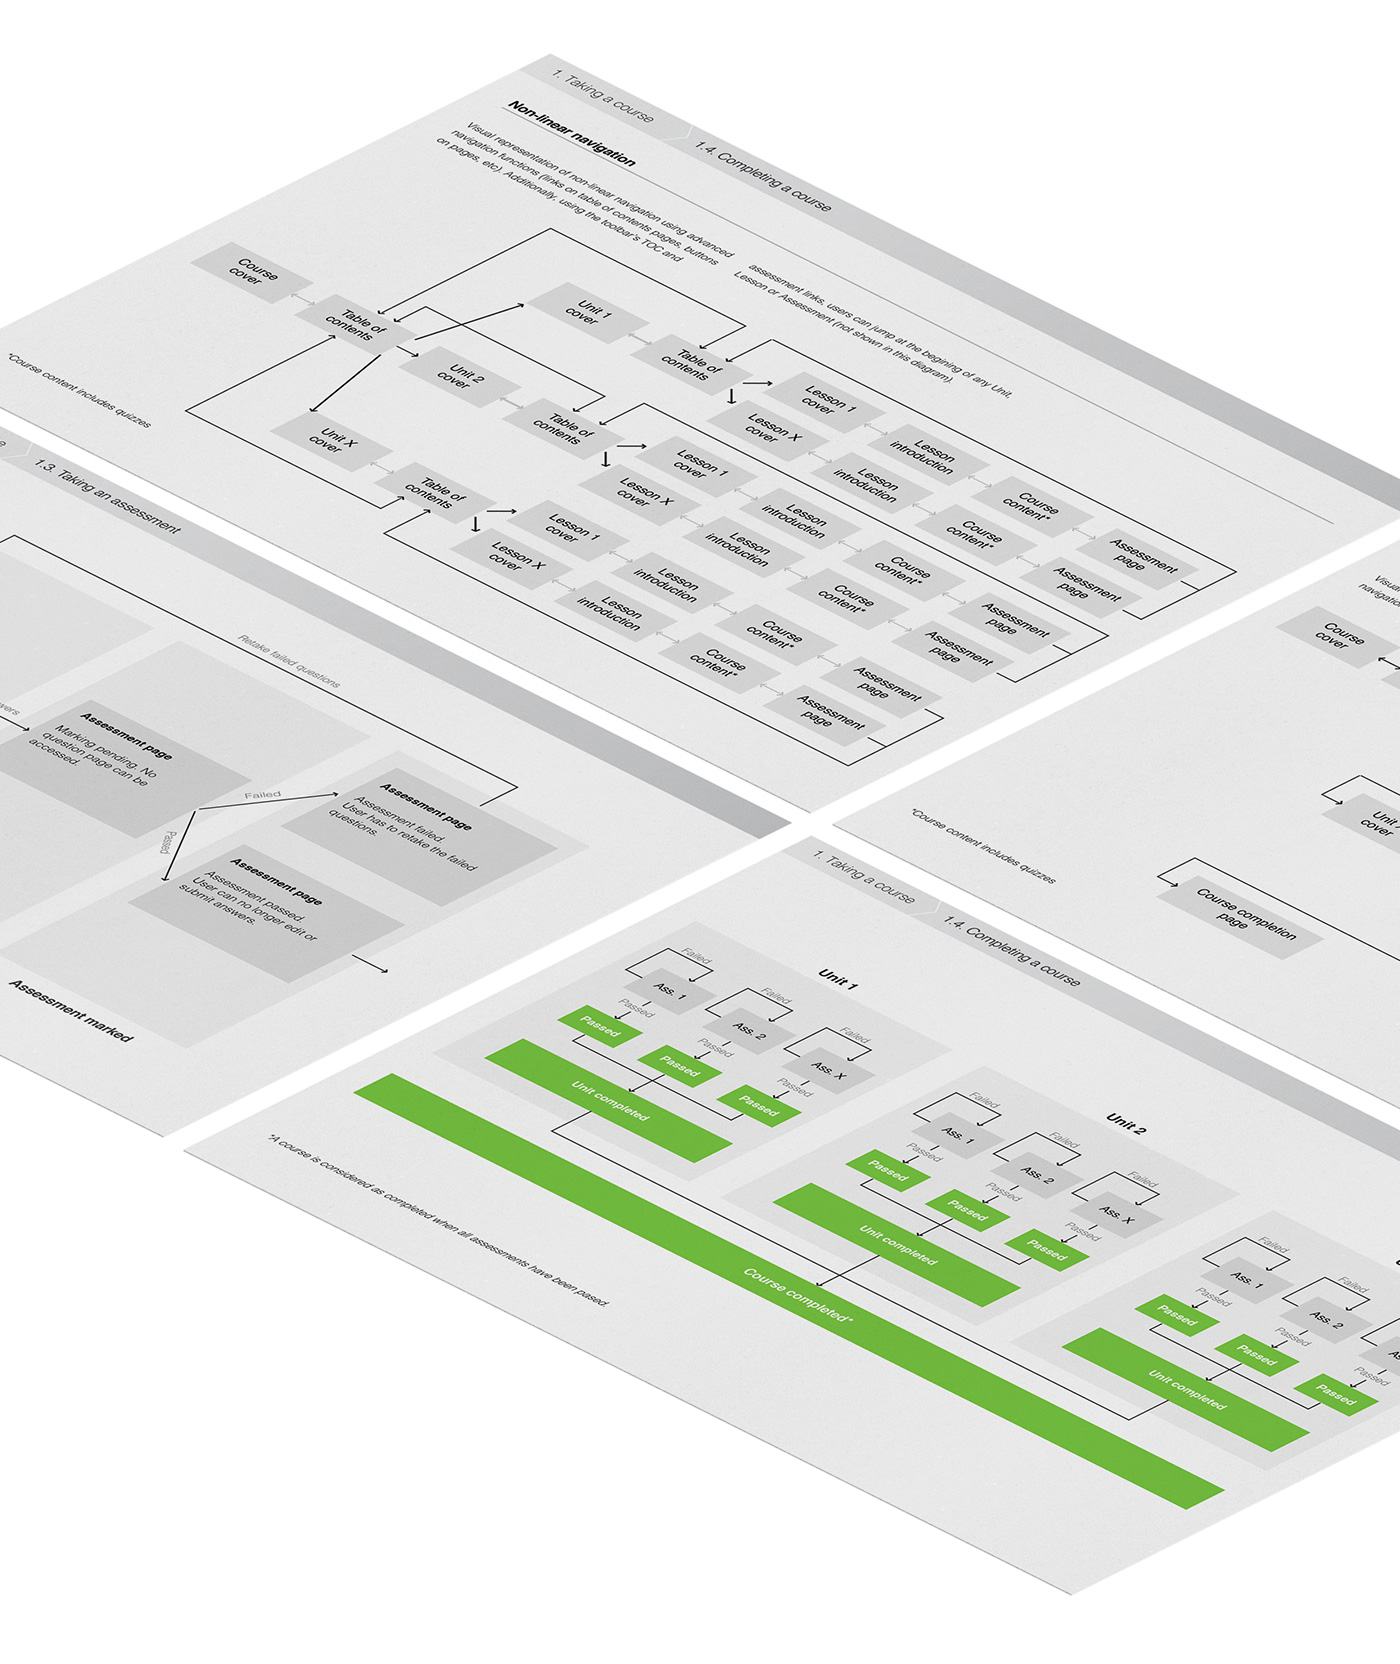 1. Taking a course
1.4. Completing a course
Non-linear navigation
Visual representation of non-linear navigation using advanced
navigation functions (links on table of contents pages, buttons
on pages, etc). Additionally, using the toolbar's TOC and
assessment links, users can jump at the begining of any Unit,
Lesson or Assessment (not shown in this diagram).
Course
cover
Table of
contents
Unit 1
cover
Table of
contents
Lesson 1
cover
Lesson
introduction
Course
content*
Assessment
page
Lesson X
cover
Lesson
introduction
Course
content*
Assessment
page
Unit 2
cover
Table of
contents
Lesson 1
cover
Lesson
introduction
Course
content*
Assessment
page
Lesson X
cover
Lesson
introduction
Course
content*
Assessment
page
Unit X
cover
Table of
contents
Lesson 1
cover
Lesson
introduction
Course
content*
Assessment
page
Lesson X
cover
Lesson
introduction
Course
content*
Assessment
page
*Course content includes quizzes
1.3. Taking an assessment
Retake failed questions
Assessment page
Marking pending. No
question page can be
accessed.
Failed
Passed
Assessment page
Assessment failed.
User has to retake the failed
questions.
Assessment page
Assessment passed.
User can no longer edit or
submit answers.
Assessment marked
Course
cover
Unit
cover
Course completion
page
*Course content includes quizzes
1. Taking a course
1.4. Completing a course
Unit 1
Failed
Ass. 1
Passed
Passed
Failed
Ass. 2
Passed
Passed
Failed
Ass. X
Passed
Passed
Unit completed
Unit 2
Failed
Ass. 1
Passed
Passed
Failed
Ass. 2
Passed
Passed
Failed
Ass. X
Passed
Passed
Unit completed
Failed
Ass. 1
Passed
Passed
Failed
Ass. 2
Passed
Passed
Passed
Passed
Unit completed
Course completed*
*A course is considered as completed when all assessments have been pased.